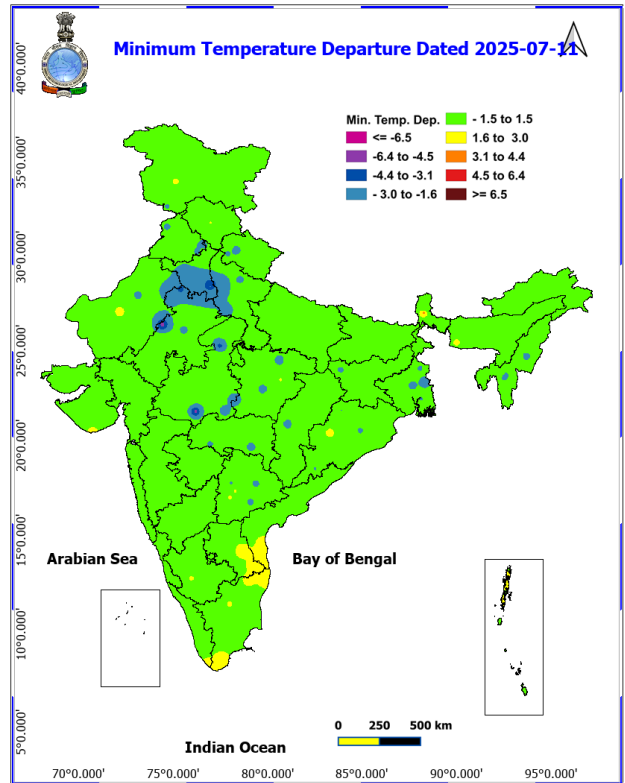 Minimum Temperature Departure Dated 2025-07-11
40°0.000'
35°0.000'
30°0.000'
25°0.000'
20°0.000'
15°0.000'
10°0.000'
5°0.000'
Min. Temp. Dep.
<= -6.5
-6.4 to -4.5
-4.4 to -3.1
- 3.0 to -1.6
- 1.5 to 1.5
1.6 to 3.0
3.1 to 4.4
4.5 to 6.4
>= 6.5
Arabian Sea
Bay of Bengal
Indian Ocean
0 250 500 km
70°0.000' 75°0.000' 80°0.000' 85°0.000' 90°0.000' 95°0.000'